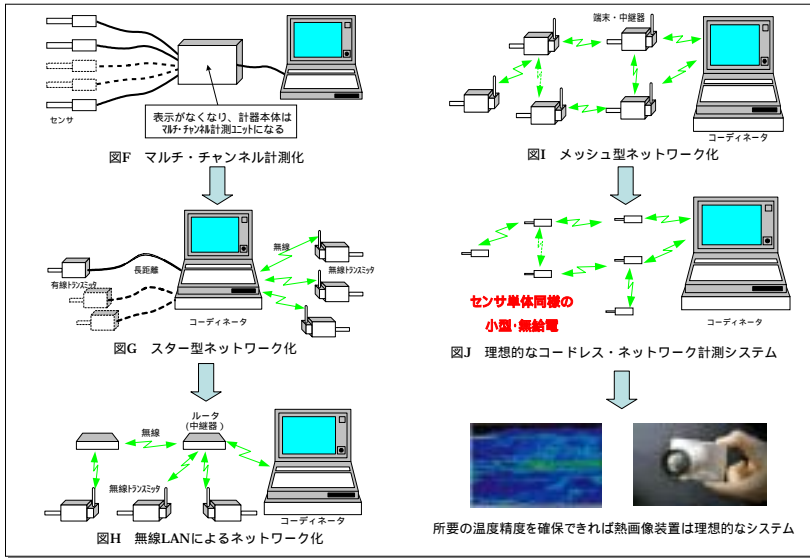 センサ
表示がなくなり、計器本体は
マルチ・チャンネル計測ユニットになる
図F マルチ・チャンネル計測化
無線
長距離
有線トランスミッタ
無線トランスミッタ
コーディネータ
図G スター型ネットワーク化
ルータ
(中継器)
無線
無線トランスミッタ
コーディネータ
図H 無線LANによるネットワーク化
端末・中継器
コーディネータ
図I メッシュ型ネットワーク化
センサ単体同様の
小型・無給電
コーディネータ
図J 理想的なコードレス・ネットワーク計測システム
所要の温度精度を確保できれば熱画像装置は理想的なシステム